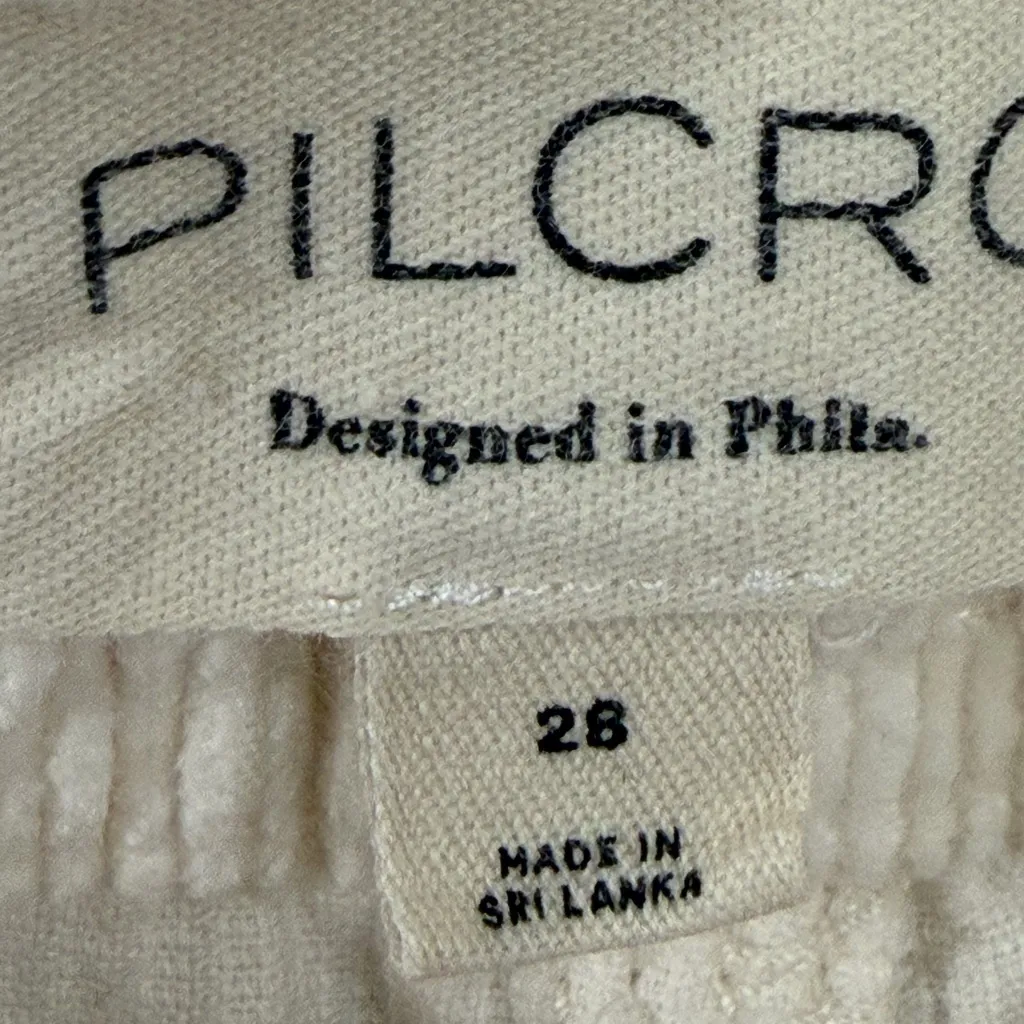 PILCRO
Designed in Phila.
28
MADE IN
SRI LANKA